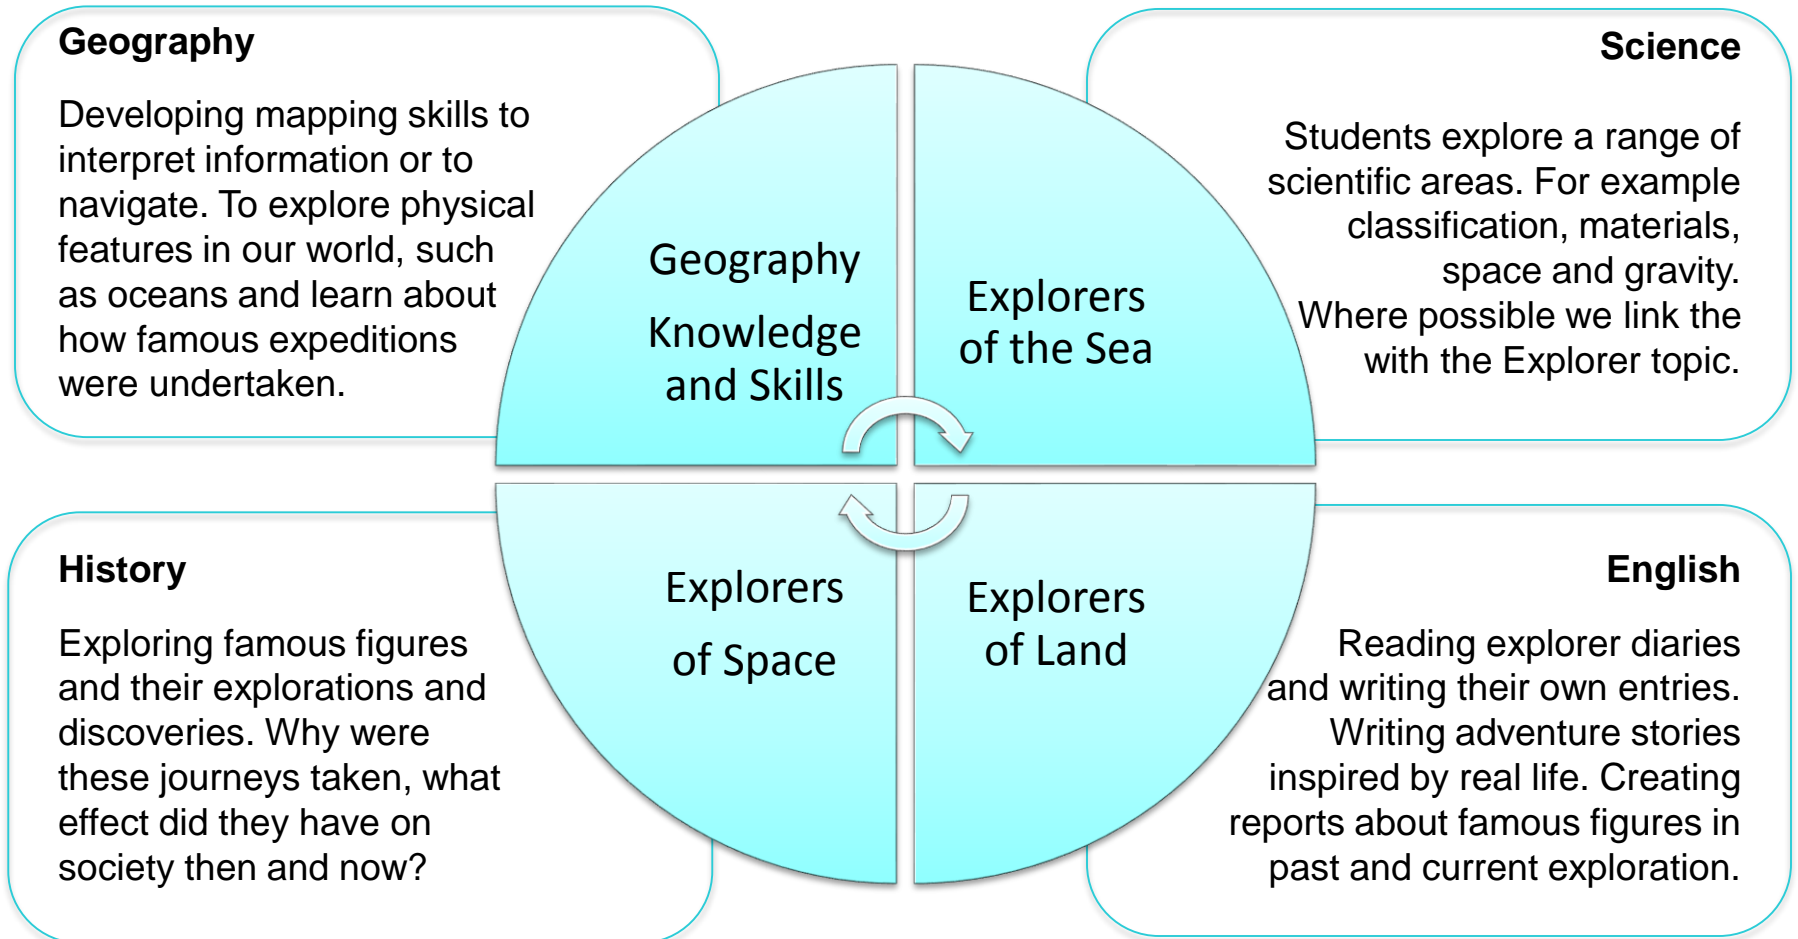 Geography
Developing mapping skills to
interpret information or to
navigate. To explore physical
features in our world, such
as oceans and learn about
how famous expeditions
were undertaken.
Science
Students explore a range of
scientific areas. For example
classification, materials,
space and gravity.
Where possible we link the
with the Explorer topic.
Geography
Knowledge
and Skills
Explorers
of the Sea
Explorers
of Space
Explorers
of Land
History
Exploring famous figures
and their explorations and
discoveries. Why were
these journeys taken, what
effect did they have on
society then and now?
English
Reading explorer diaries
and writing their own entries.
Writing adventure stories
inspired by real life. Creating
reports about famous figures in
past and current exploration.